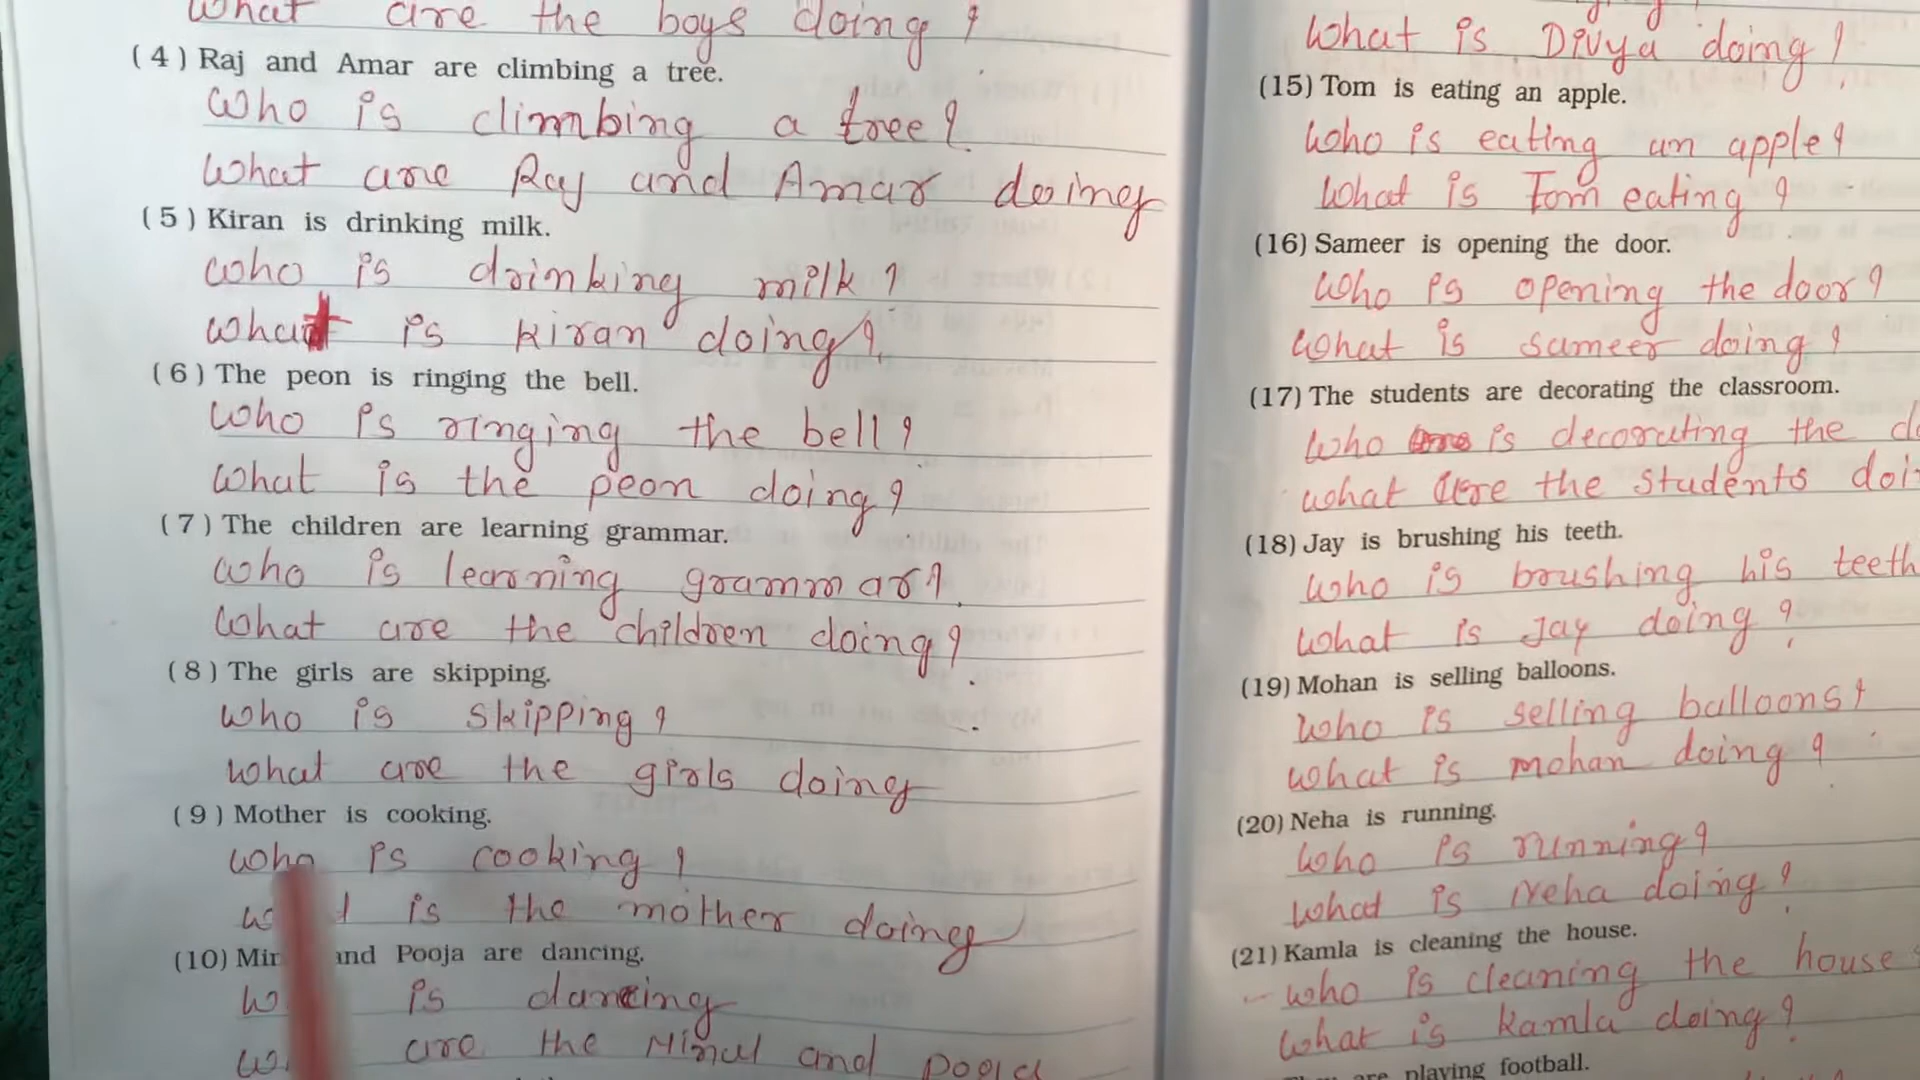 What are the boys doing?
(4) Raj and Amar are climbing a tree.
Who is climbing a tree?
What are Raj and Amar doing
(5) Kiran is drinking milk.
Who is drinking milk?
What is kiran doing?
(6) The peon is ringing the bell.
Who is ringing the bell?
What is the peon doing?
(7) The children are learning grammar.
Who is learning grammar?
What are the children doing?
(8) The girls are skipping.
Who is skipping?
What are the girls doing
(9) Mother is cooking.
Who is cooking?
is the mother doing
(10) and Pooja are dancing.
is dancing
are the Minal and Pooja
What is Divya doing?
(15) Tom is eating an apple.
Who is eating an apple?
What is Tom eating?
(16) Sameer is opening the door.
Who is opening the door?
What is sameer doing?
(17) The students are decorating the classroom.
Who is decorating the
What are the students
(18) Jay is brushing his teeth.
Who is brushing his teeth
What is Jay doing?
(19) Mohan is selling balloons.
Who is selling balloons?
What is mohan doing?
(20) Neha is running.
Who is running?
What is Neha doing?
(21) Kamla is cleaning the house.
Who is cleaning the house
What is kamla doing?
are playing football.